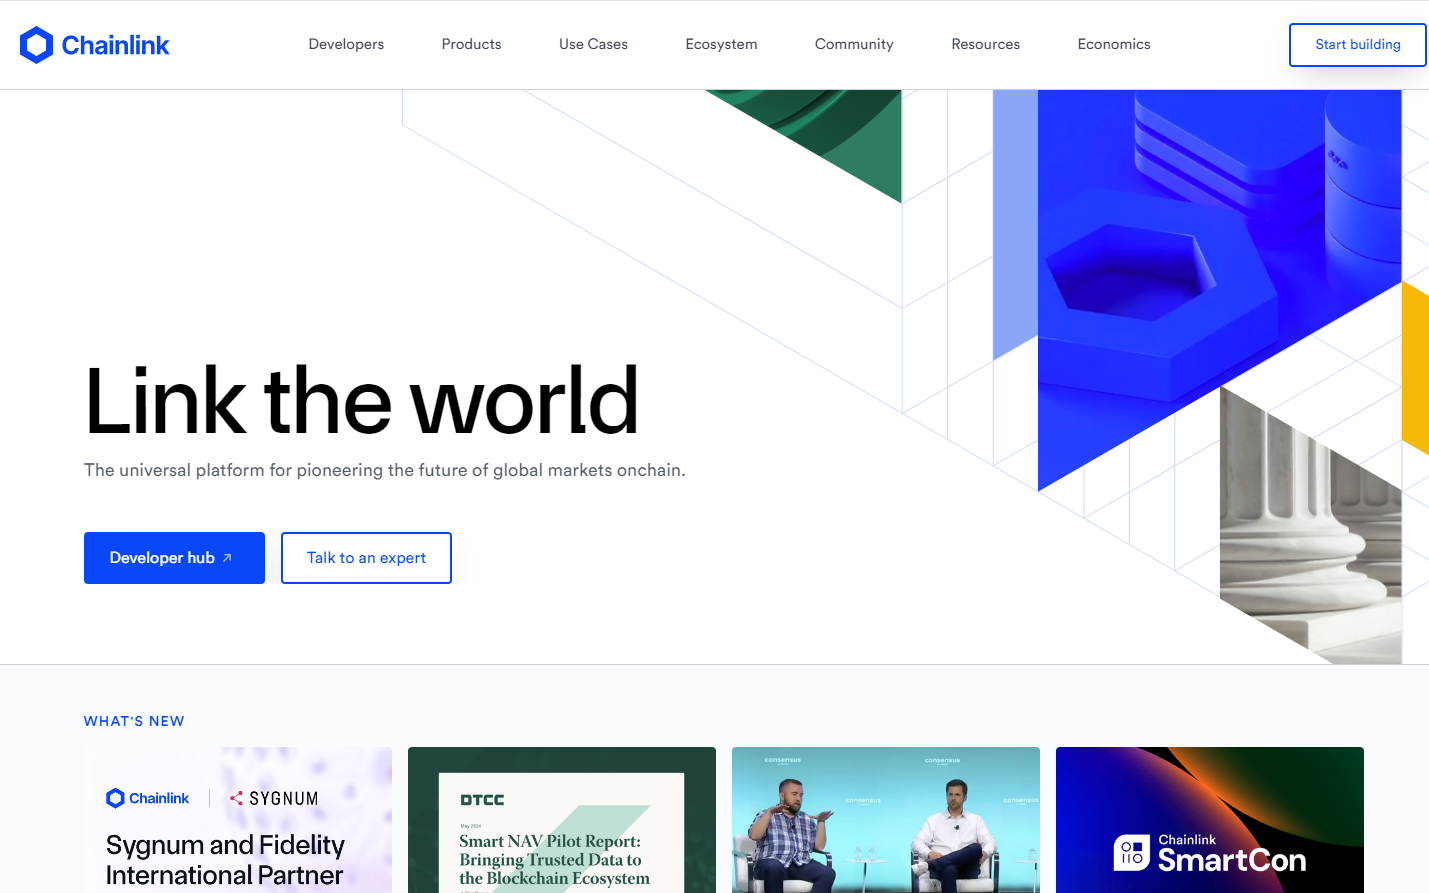 Chainlink
Developers
Products
Use Cases
Ecosystem
Community
Resources
Economics
Start building
Link the world
The universal platform for pioneering the future of global markets onchain.
Developer hub
Talk to an expert
WHAT'S NEW
Chainlink
SYGNUM
Sygnum and Fidelity
International Partner
DTCC
May 2024
Smart NAV Pilot Report:
Bringing Trusted Data to
the Blockchain Ecosystem
consensus
consensus
consensus
consensus
Chainlink
SmartCon